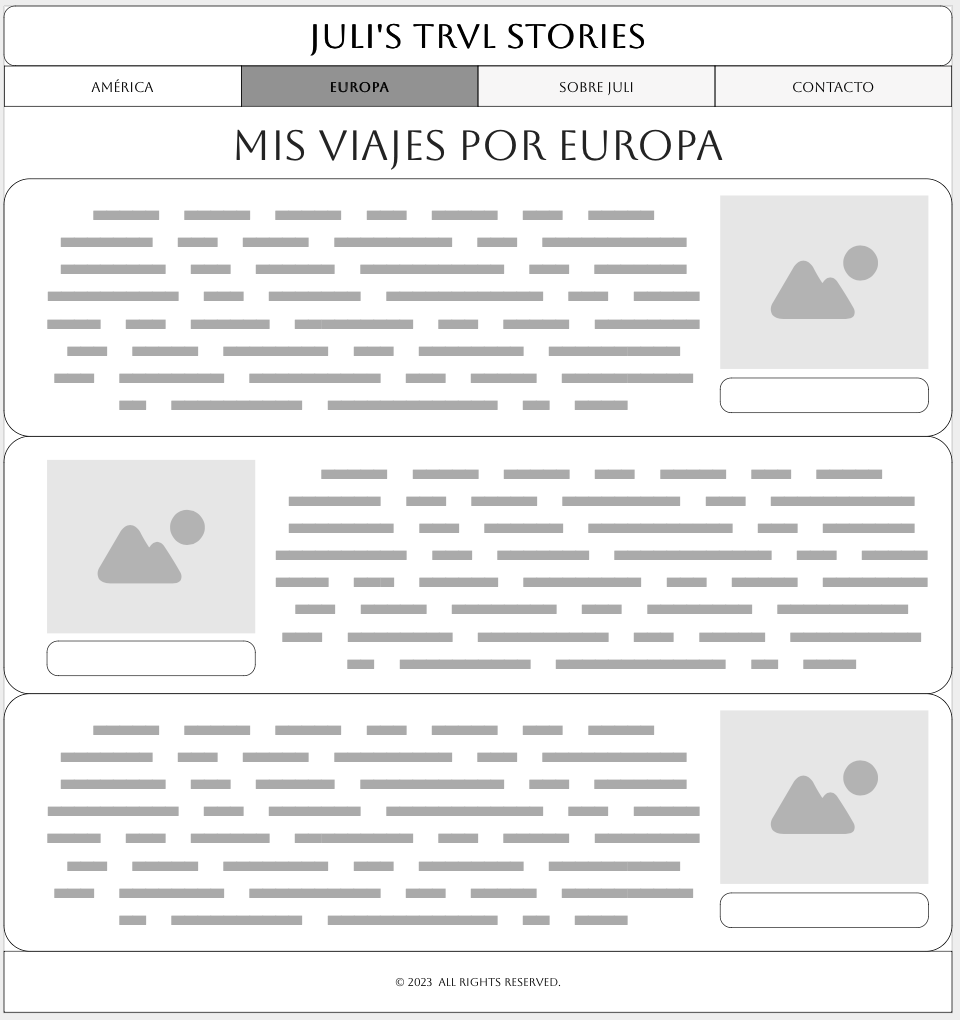 JULI'S TRVL STORIES
AMÉRICA
EUROPA
SOBRE JULI
CONTACTO
MIS VIAJES POR EUROPA
© 2023 ALL RIGHTS RESERVED.